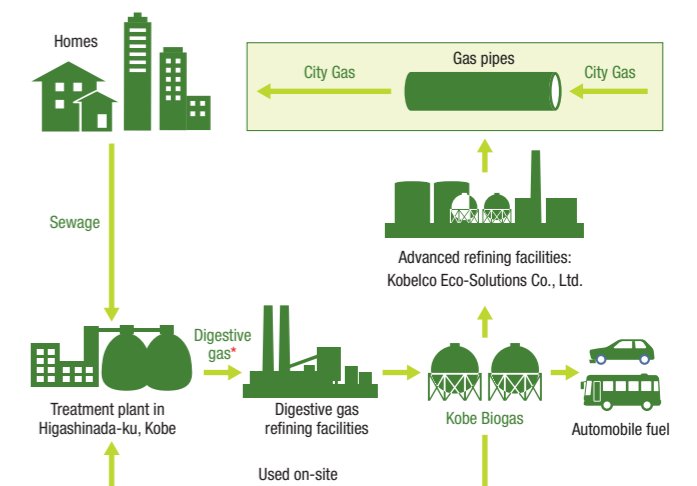 Homes
Gas pipes
City Gas
City Gas
Sewage
Advanced refining facilities:
Kobelco Eco-Solutions Co., Ltd.
Digestive
gas*
Treatment plant in
Higashinada-ku, Kobe
Digestive gas
refining facilities
Kobe Biogas
Automobile fuel
Used on-site